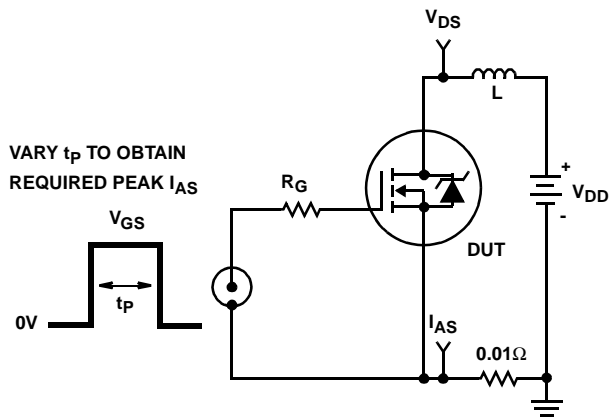 V_DS
L
VARY t_P TO OBTAIN
REQUIRED PEAK I_AS
R_G
+
V_DD
-
V_GS
DUT
t_P
0V
I_AS
0.01Ω